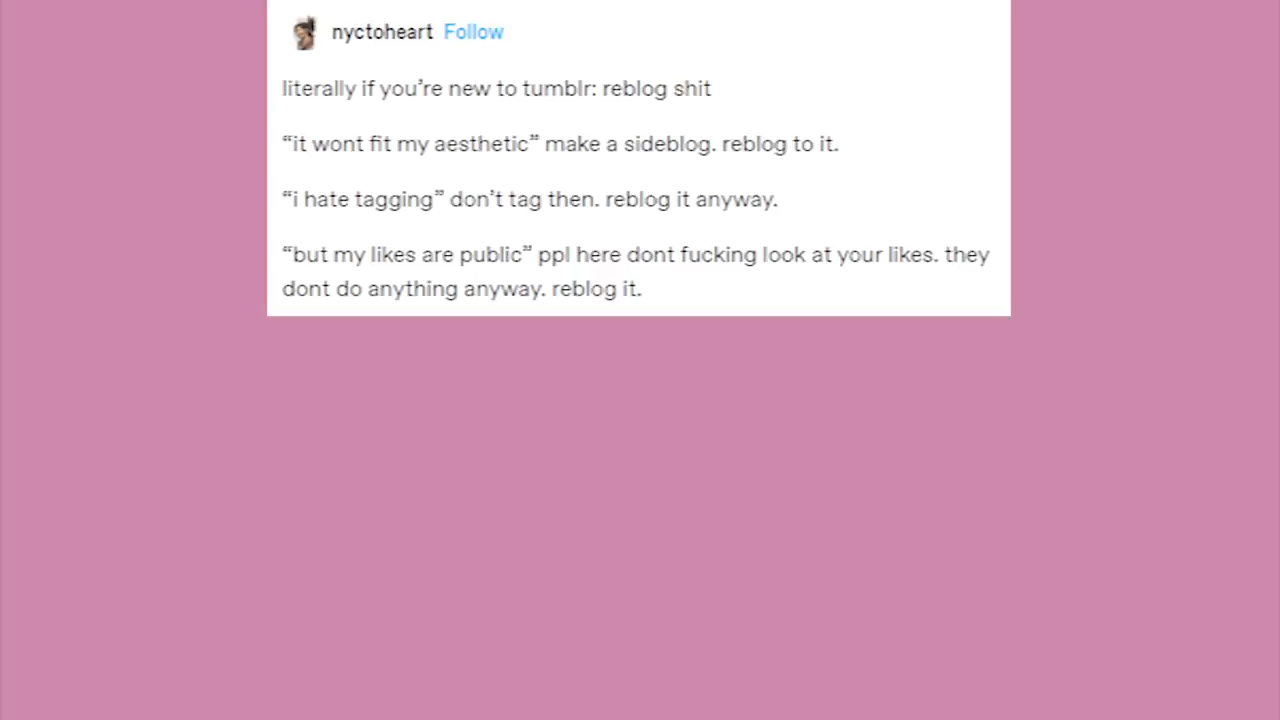 nyctoheart Follow
literally if you’re new to tumblr: reblog shit
“it wont fit my aesthetic” make a sideblog. reblog to it.
“i hate tagging” don’t tag then. reblog it anyway.
“but my likes are public” ppl here dont fucking look at your likes. they
dont do anything anyway. reblog it.